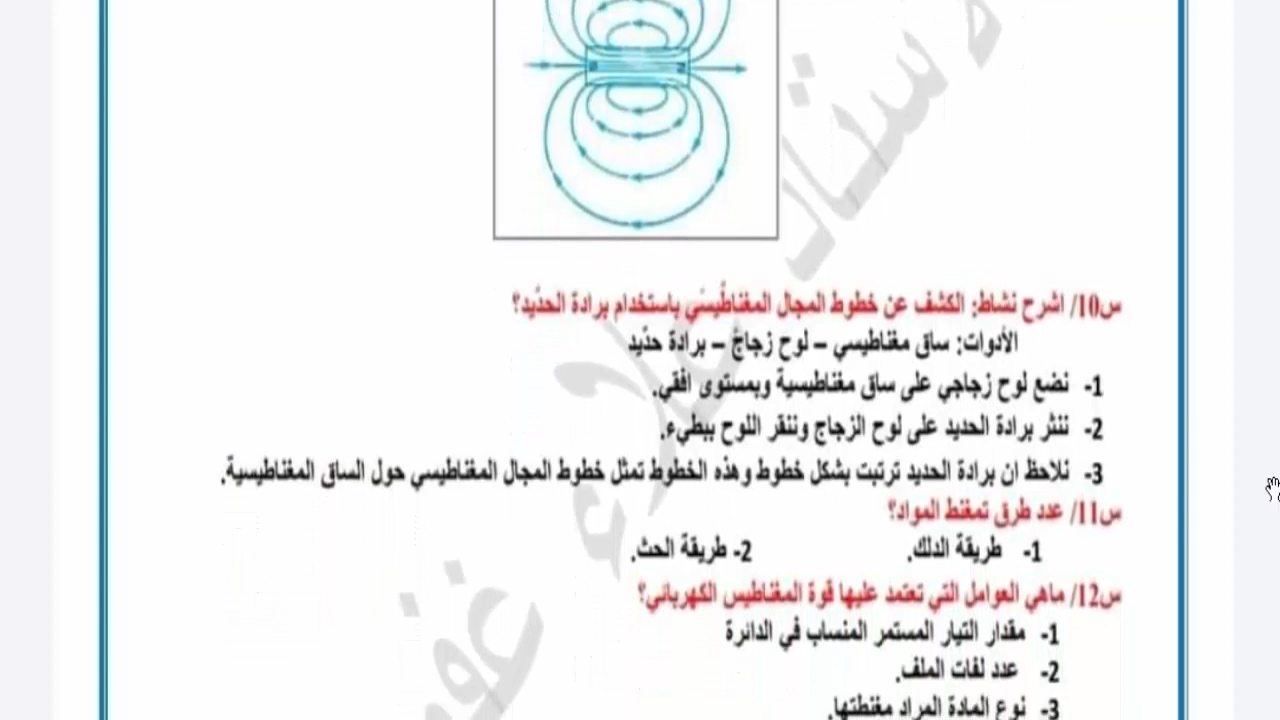 س10/ اشرح نشاط: الكشف عن خطوط المجال المغناطيسي باستخدام برادة الحديد؟
الأدوات: ساق مغناطيسي – لوح زجاج – برادة حديد
1- نضع لوح زجاجي على ساق مغناطيسية وبمستوى افقي.
2- ننثر برادة الحديد على لوح الزجاج وننقر اللوح ببطيء.
3- نلاحظ ان برادة الحديد ترتبت بشكل خطوط وهذه الخطوط تمثل خطوط المجال المغناطيسي حول الساق المغناطيسية.
س11/ عدد طرق تمغنط المواد؟
1- طريقة الدلك. 2- طريقة الحث.
س12/ ماهي العوامل التي تعتمد عليها قوة المغناطيس الكهربائي؟
1- مقدار التيار المستمر المنساب في الدائرة
2- عدد لفات الملف.
3- نوع المادة المراد مغنطتها.